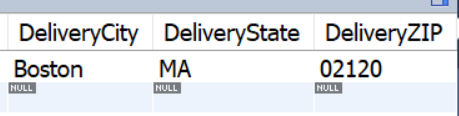 DeliveryCity DeliveryState DeliveryZIP
Boston MA 02120
NULL NULL NULL